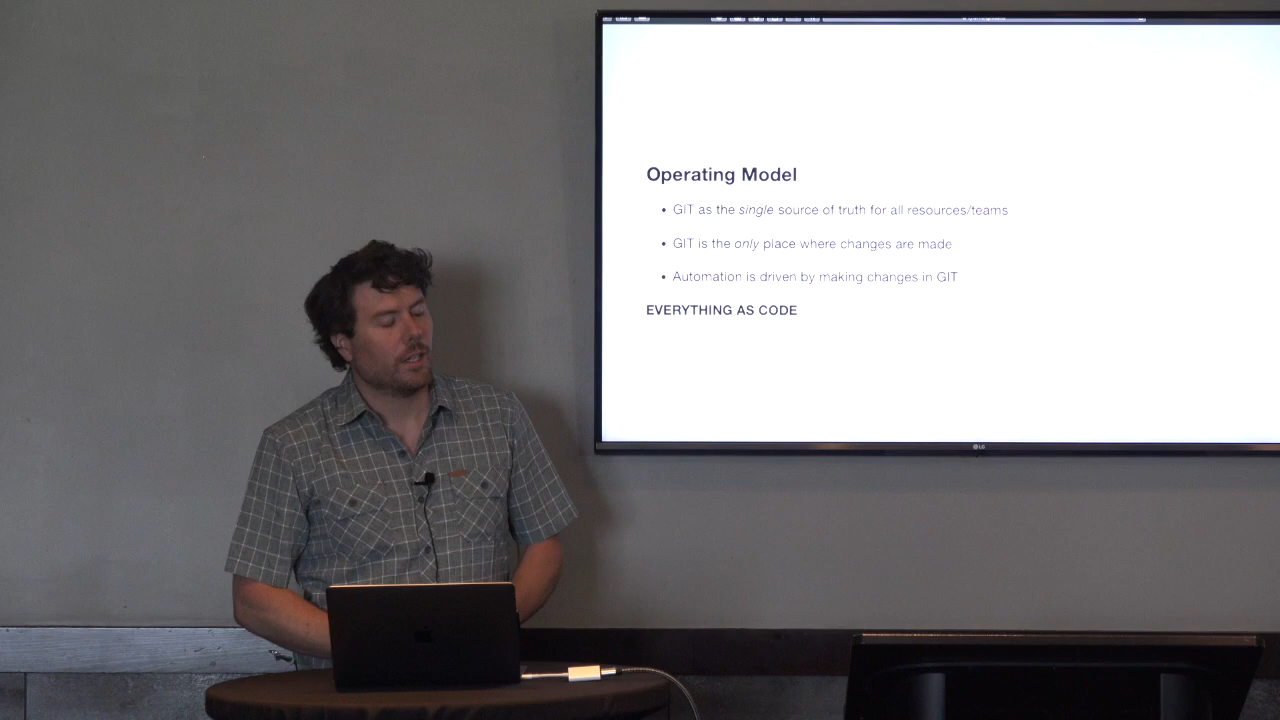 Operating Model
• GIT as the single source of truth for all resources/teams
• GIT is the only place where changes are made
• Automation is driven by making changes in GIT
EVERYTHING AS CODE
LG